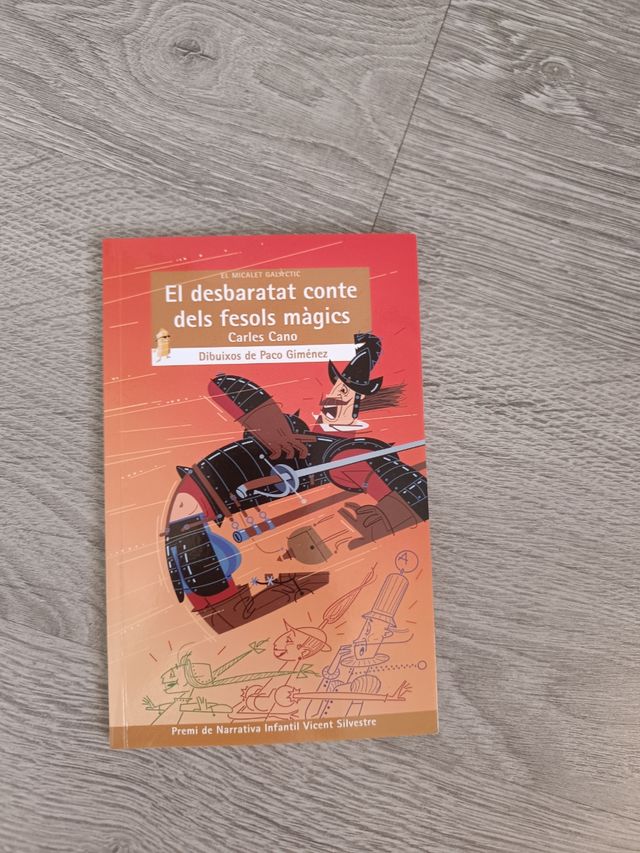 EL MICALET GALÀCTIC
El desbaratat conte
dels fesols màgics
Carles Cano
Dibuixos de Paco Giménez
4
Premi de Narrativa Infantil Vicent Silvestre